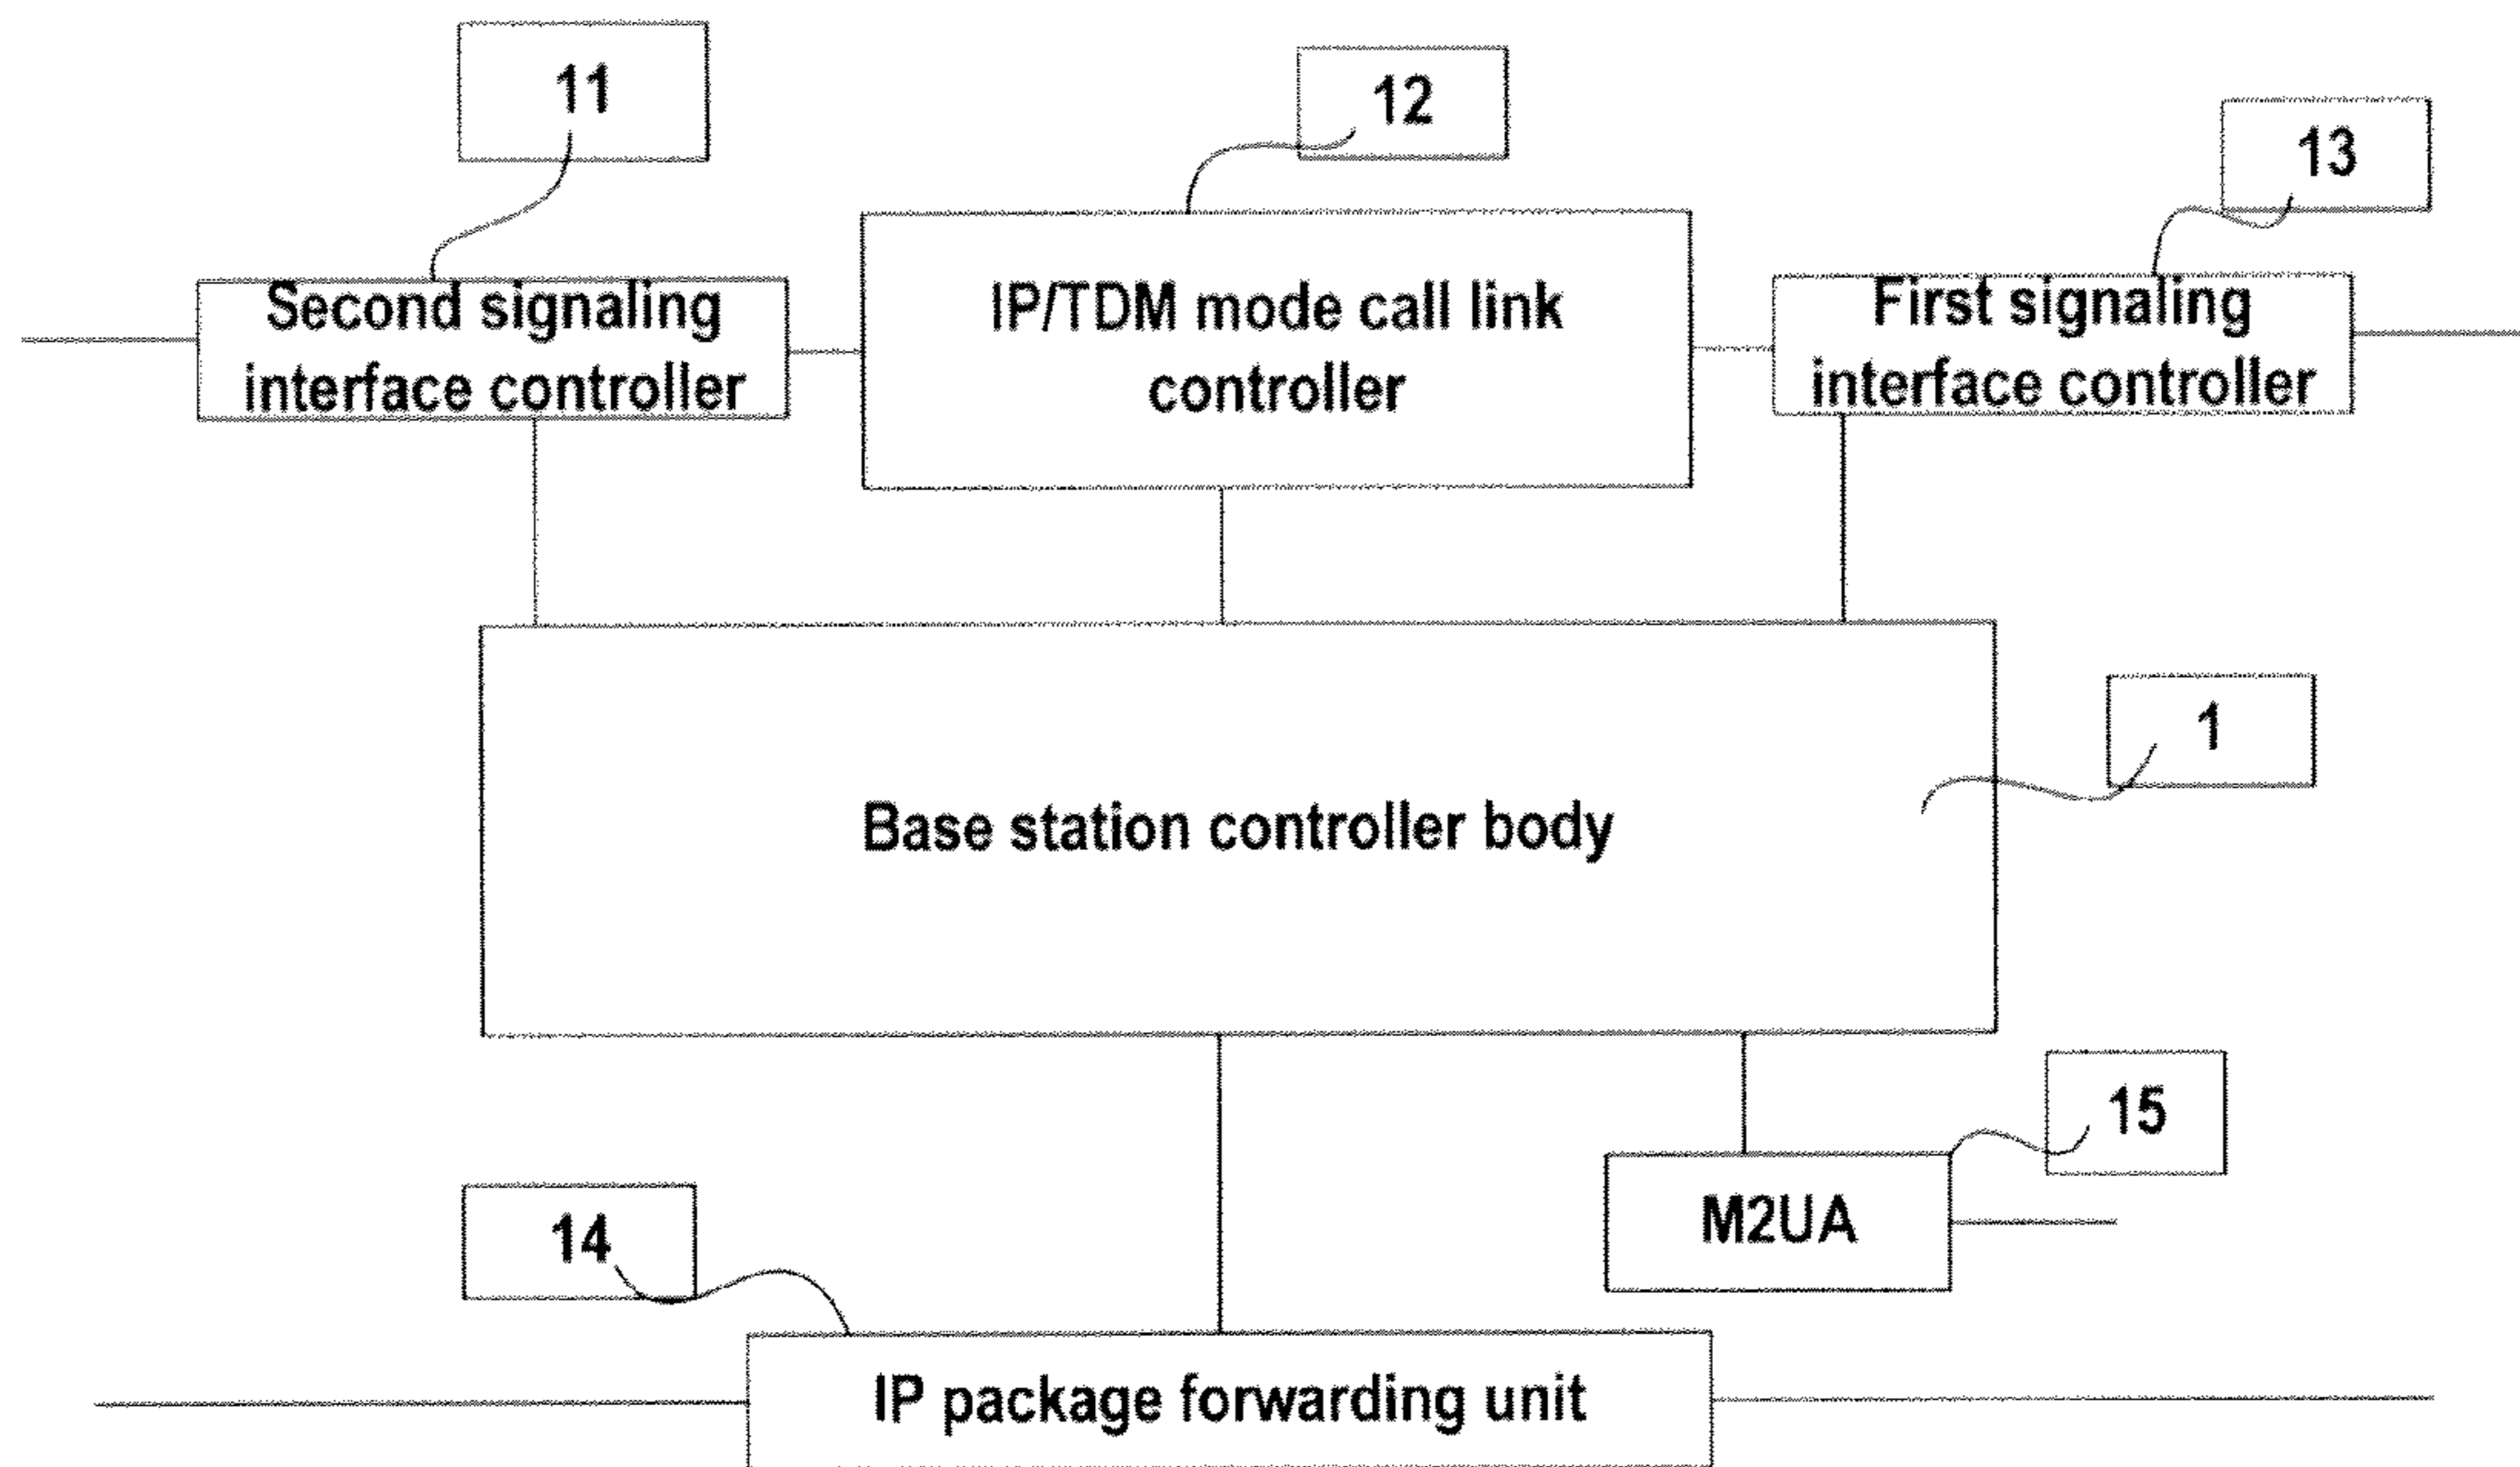 11
12
13
Second signaling
interface controller
IP/TDM mode call link
controller
First signaling
interface controller
1
Base station controller body
15
M2UA
14
IP package forwarding unit